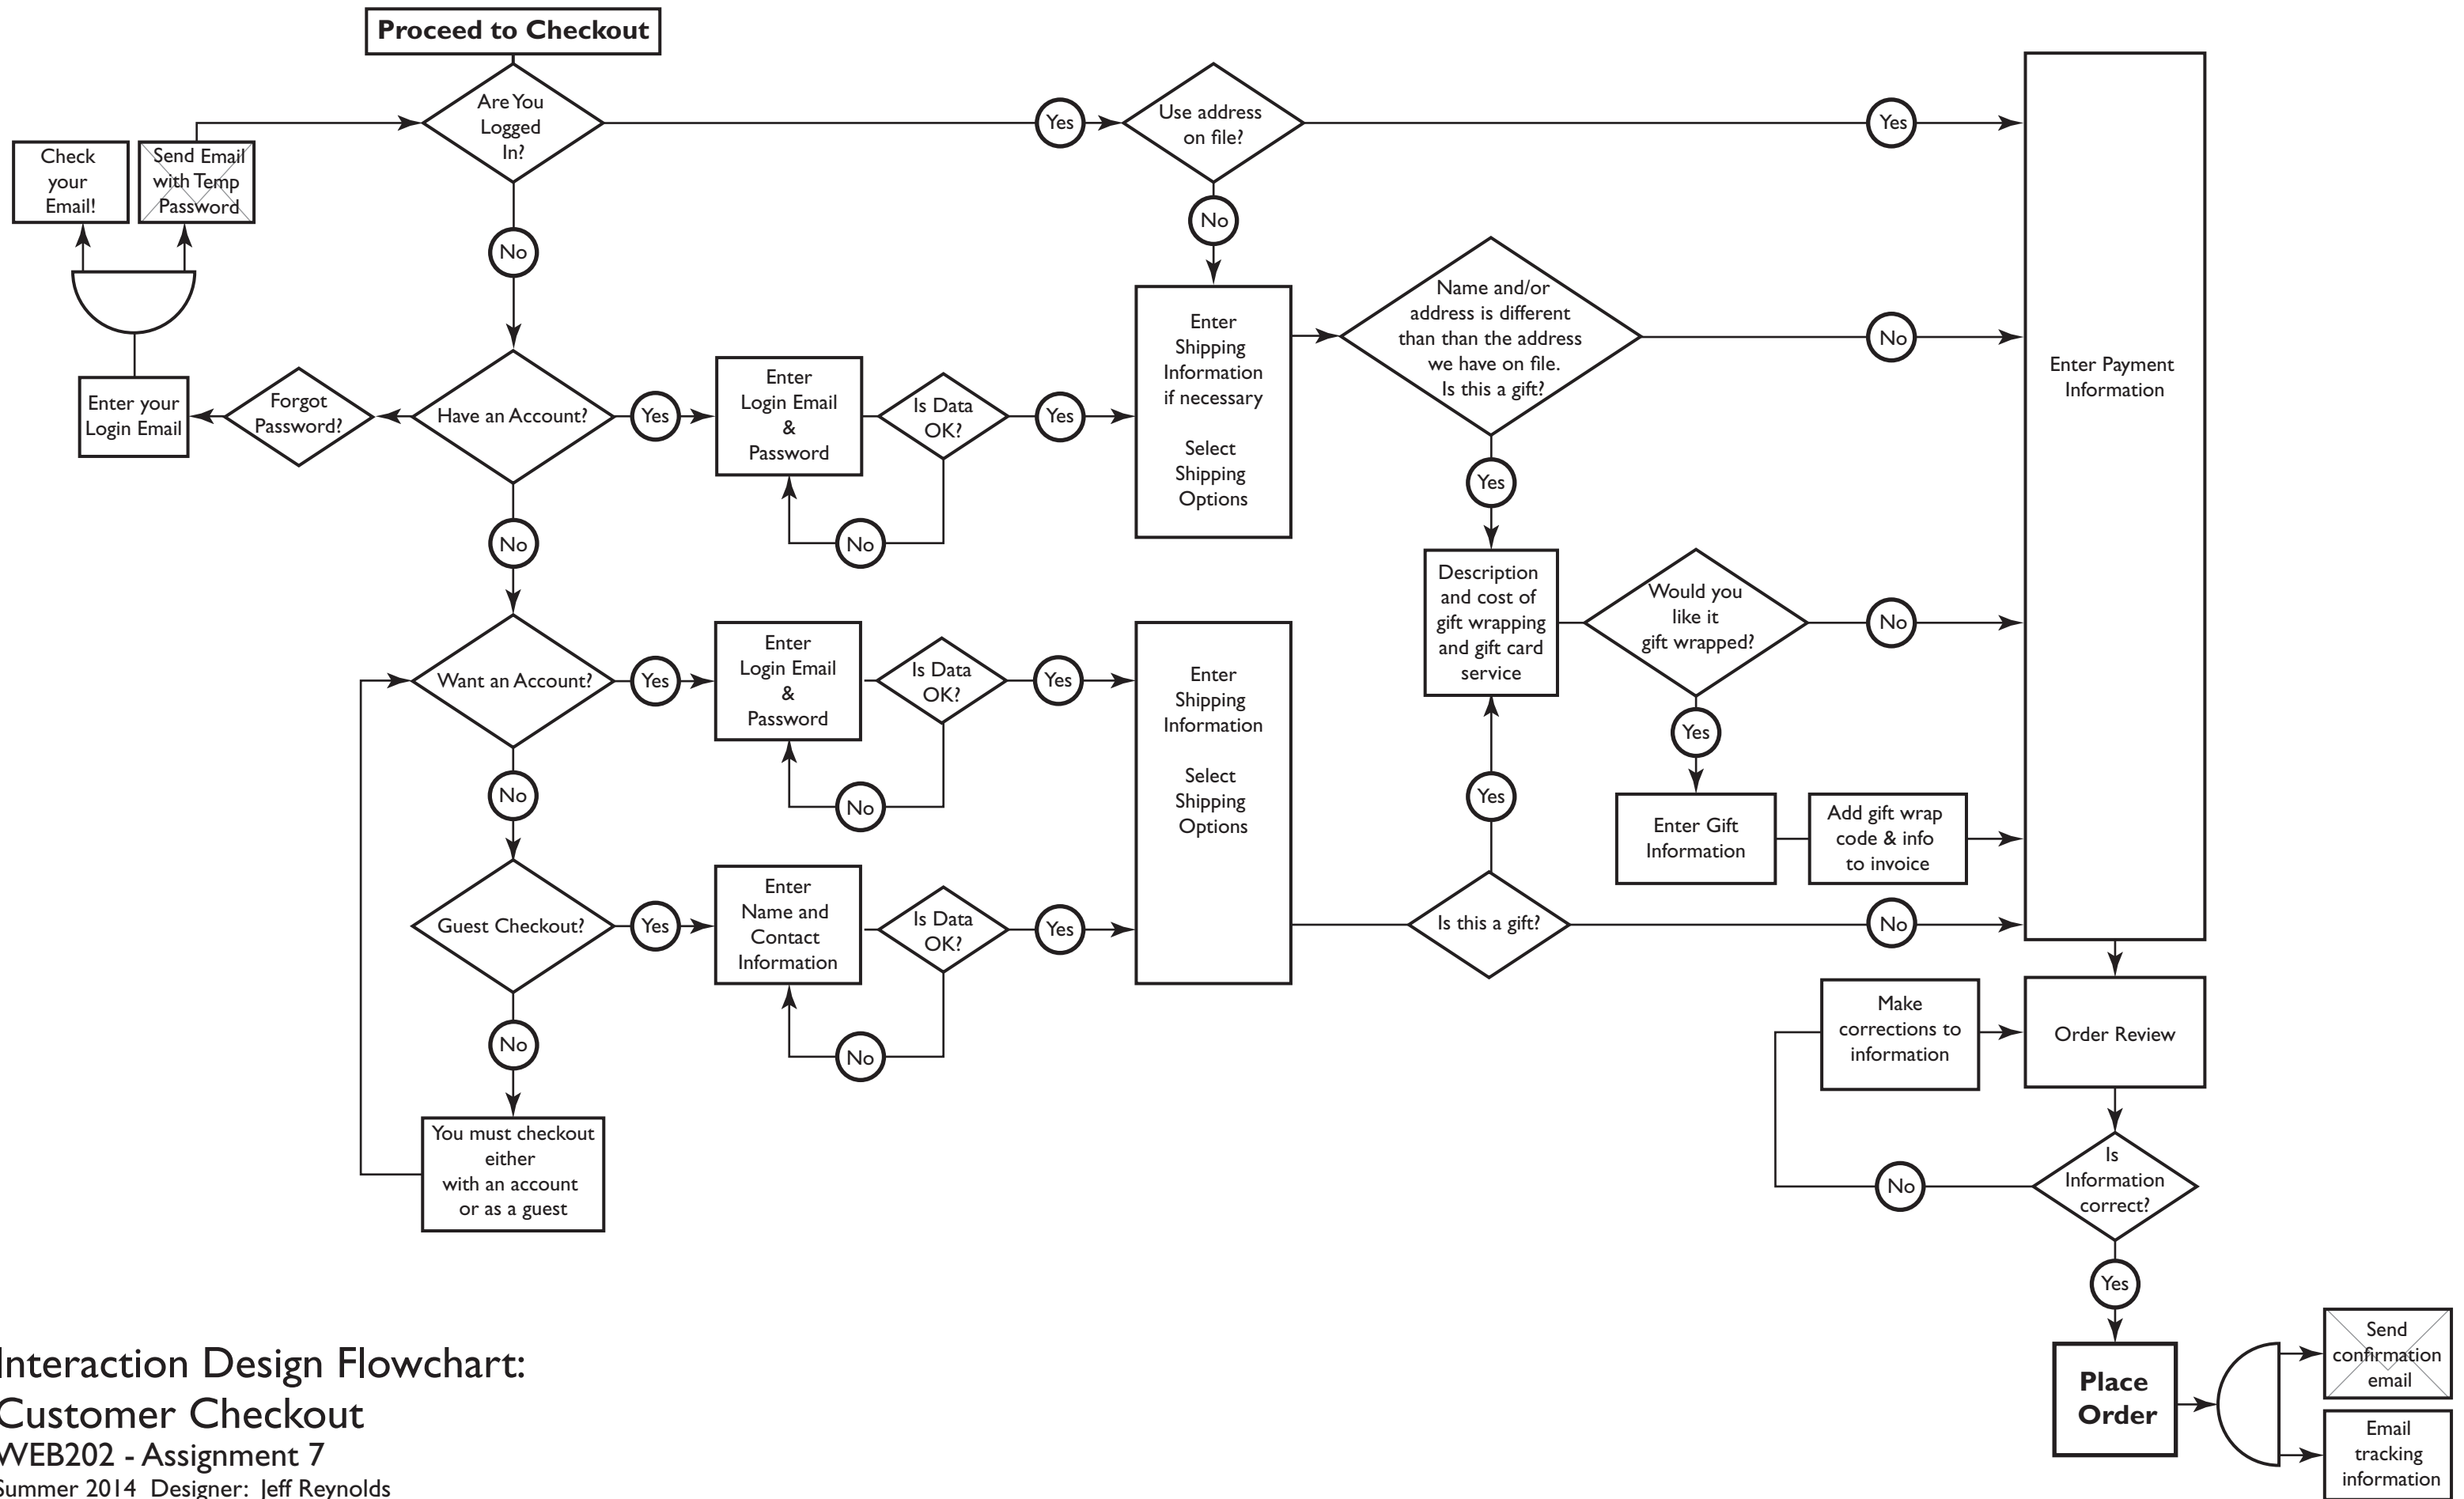 Proceed to Checkout
Are You
Logged
In?
Yes
Use address
on file?
Yes
Check
your
Email!
Send Email
with Temp
Password
No
No
Name and/or
address is different
than than the address
we have on file.
Is this a gift?
No
Enter Payment
Information
Enter
Shipping
Information
if necessary
Select
Shipping
Options
Enter your
Login Email
Forgot
Password?
Have an Account?
Yes
Enter
Login Email
&
Password
Is Data
OK?
Yes
No
Yes
No
Description
and cost of
gift wrapping
and gift card
service
Would you
like it
gift wrapped?
No
Want an Account?
Yes
Enter
Login Email
&
Password
Is Data
OK?
Yes
No
Enter
Shipping
Information
Select
Shipping
Options
Yes
Yes
Enter Gift
Information
Add gift wrap
code & info
to invoice
No
Guest Checkout?
Yes
Enter
Name and
Contact
Information
Is Data
OK?
Yes
No
Is this a gift?
No
No
You must checkout
either
with an account
or as a guest
Make
corrections to
information
Order Review
Is
Information
correct?
No
Yes
Place
Order
Send
confirmation
email
Email
tracking
information
Interaction Design Flowchart:
Customer Checkout
WEB202 - Assignment 7
Summer 2014 Designer: Jeff Reynolds